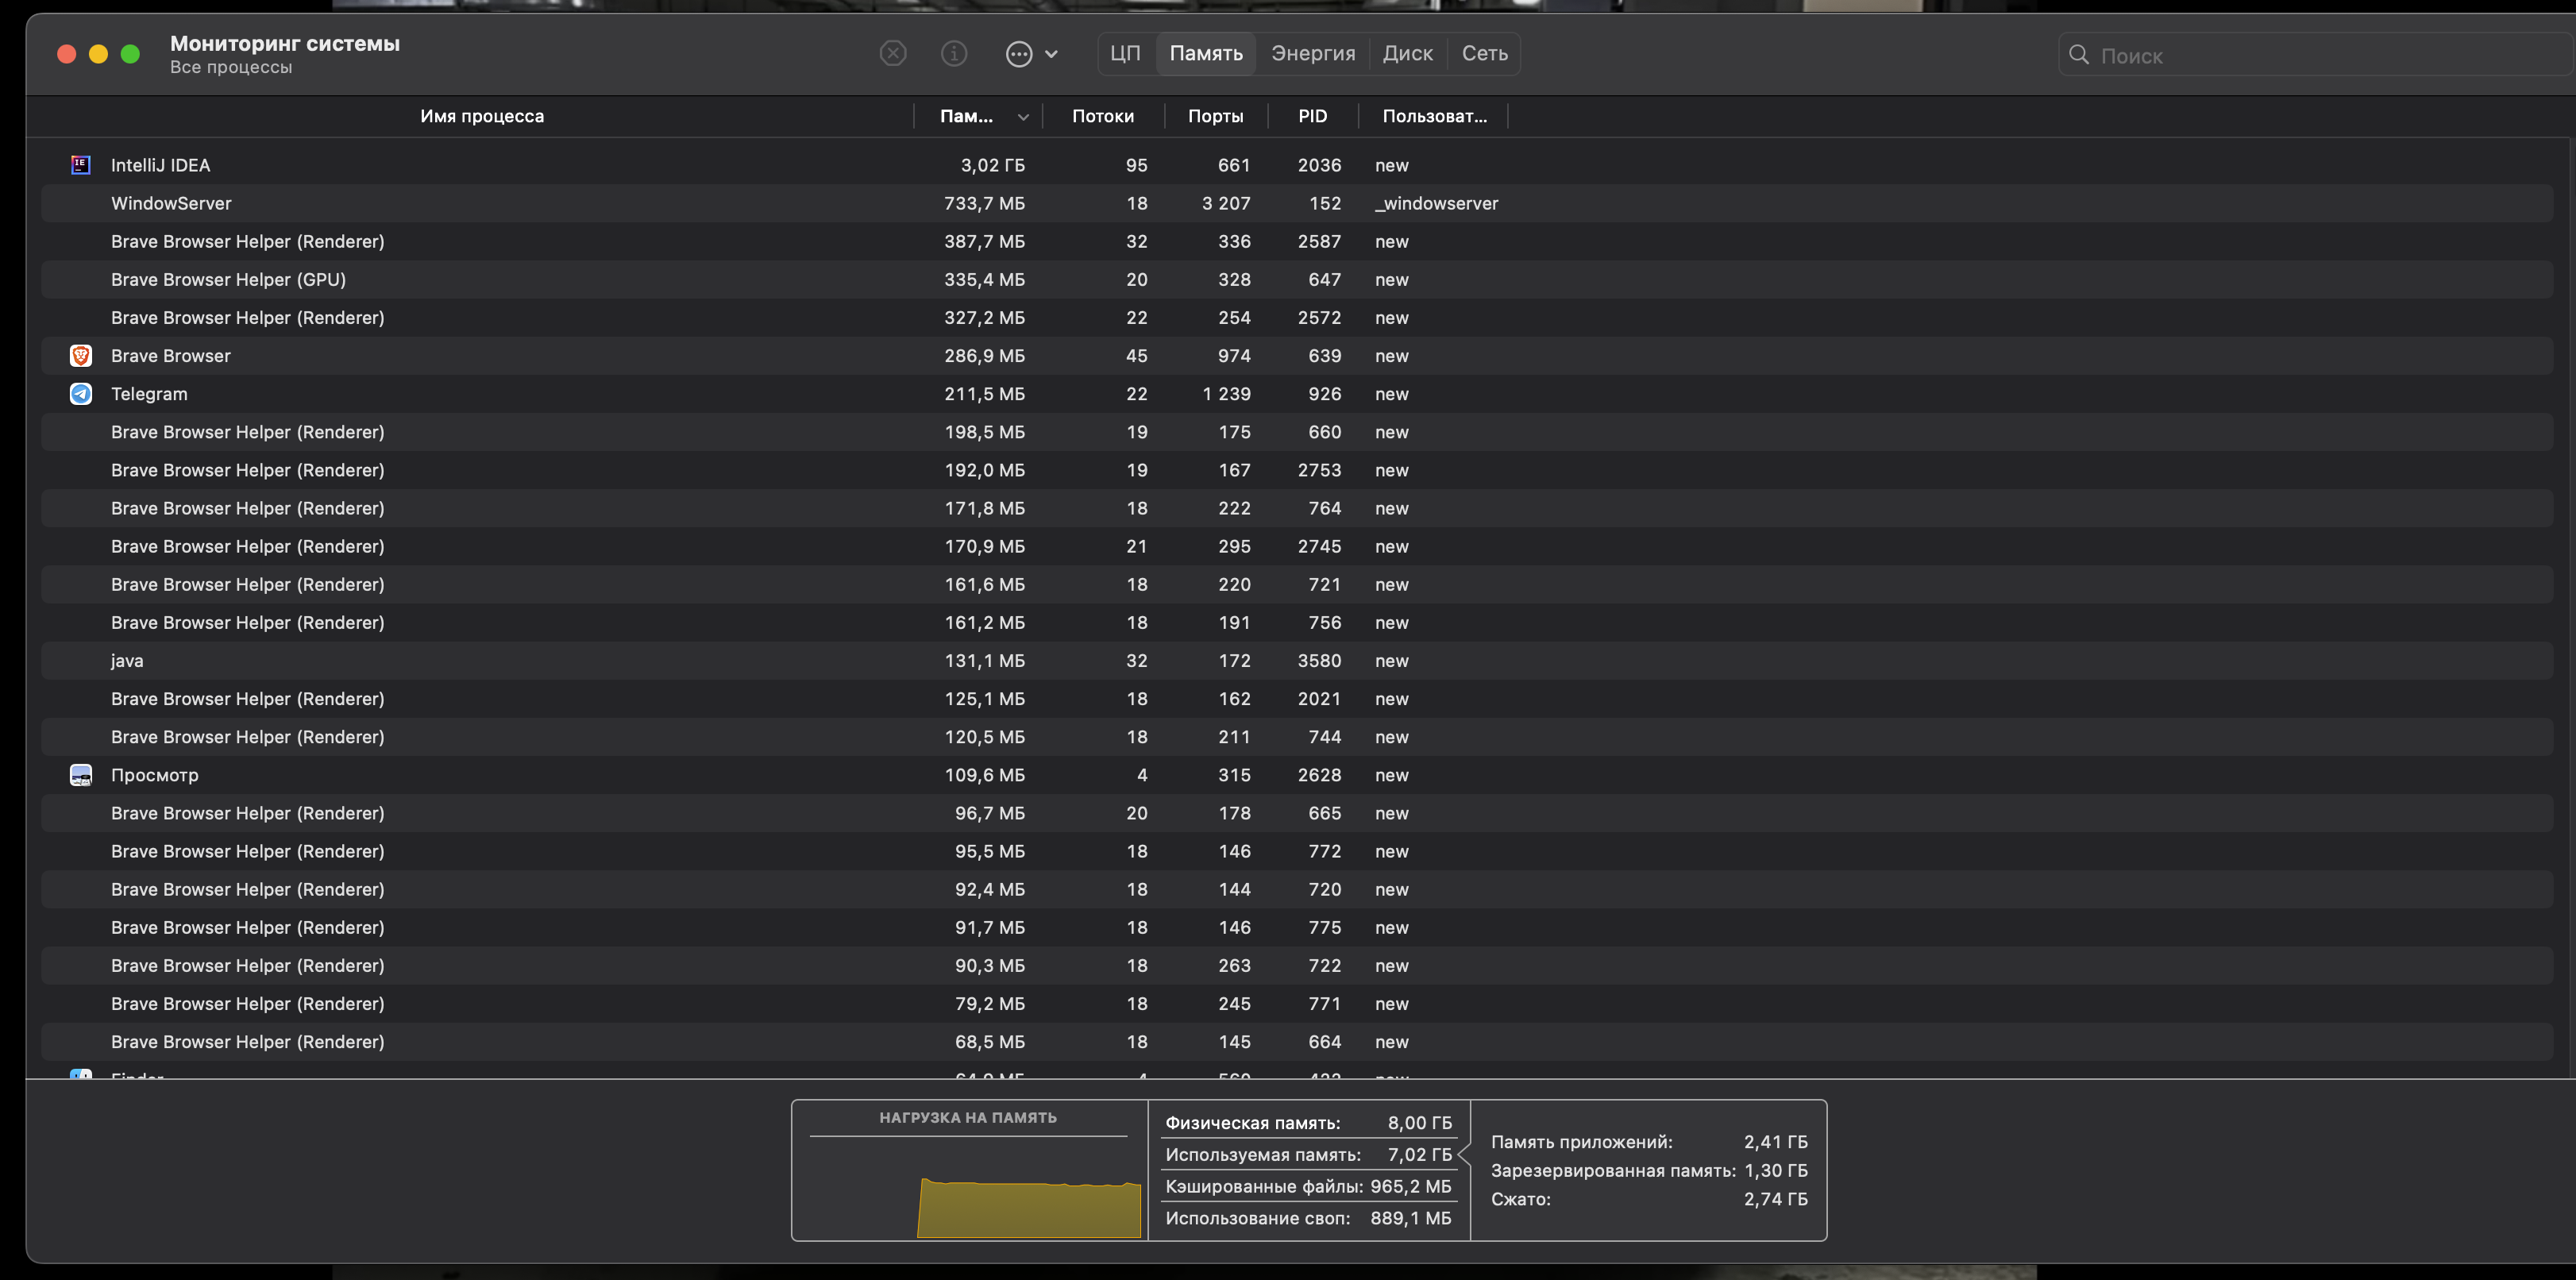 Мониторинг системы
Все процессы
ЦП Память Энергия Диск Сеть
Поиск
Имя процесса Пам... Потоки Порты PID Пользоват...
IntelliJ IDEA 3,02 ГБ 95 661 2036 new
WindowServer 733,7 МБ 18 3 207 152 _windowserver
Brave Browser Helper (Renderer) 387,7 МБ 32 336 2587 new
Brave Browser Helper (GPU) 335,4 МБ 20 328 647 new
Brave Browser Helper (Renderer) 327,2 МБ 22 254 2572 new
Brave Browser 286,9 МБ 45 974 639 new
Telegram 211,5 МБ 22 1 239 926 new
Brave Browser Helper (Renderer) 198,5 МБ 19 175 660 new
Brave Browser Helper (Renderer) 192,0 МБ 19 167 2753 new
Brave Browser Helper (Renderer) 171,8 МБ 18 222 764 new
Brave Browser Helper (Renderer) 170,9 МБ 21 295 2745 new
Brave Browser Helper (Renderer) 161,6 МБ 18 220 721 new
Brave Browser Helper (Renderer) 161,2 МБ 18 191 756 new
java 131,1 МБ 32 172 3580 new
Brave Browser Helper (Renderer) 125,1 МБ 18 162 2021 new
Brave Browser Helper (Renderer) 120,5 МБ 18 211 744 new
Просмотр 109,6 МБ 4 315 2628 new
Brave Browser Helper (Renderer) 96,7 МБ 20 178 665 new
Brave Browser Helper (Renderer) 95,5 МБ 18 146 772 new
Brave Browser Helper (Renderer) 92,4 МБ 18 144 720 new
Brave Browser Helper (Renderer) 91,7 МБ 18 146 775 new
Brave Browser Helper (Renderer) 90,3 МБ 18 263 722 new
Brave Browser Helper (Renderer) 79,2 МБ 18 245 771 new
Brave Browser Helper (Renderer) 68,5 МБ 18 145 664 new
Finder
НАГРУЗКА НА ПАМЯТЬ
Физическая память: 8,00 ГБ
Используемая память: 7,02 ГБ
Кэшированные файлы: 965,2 МБ
Использование своп: 889,1 МБ
Память приложений: 2,41 ГБ
Зарезервированная память: 1,30 ГБ
Сжато: 2,74 ГБ